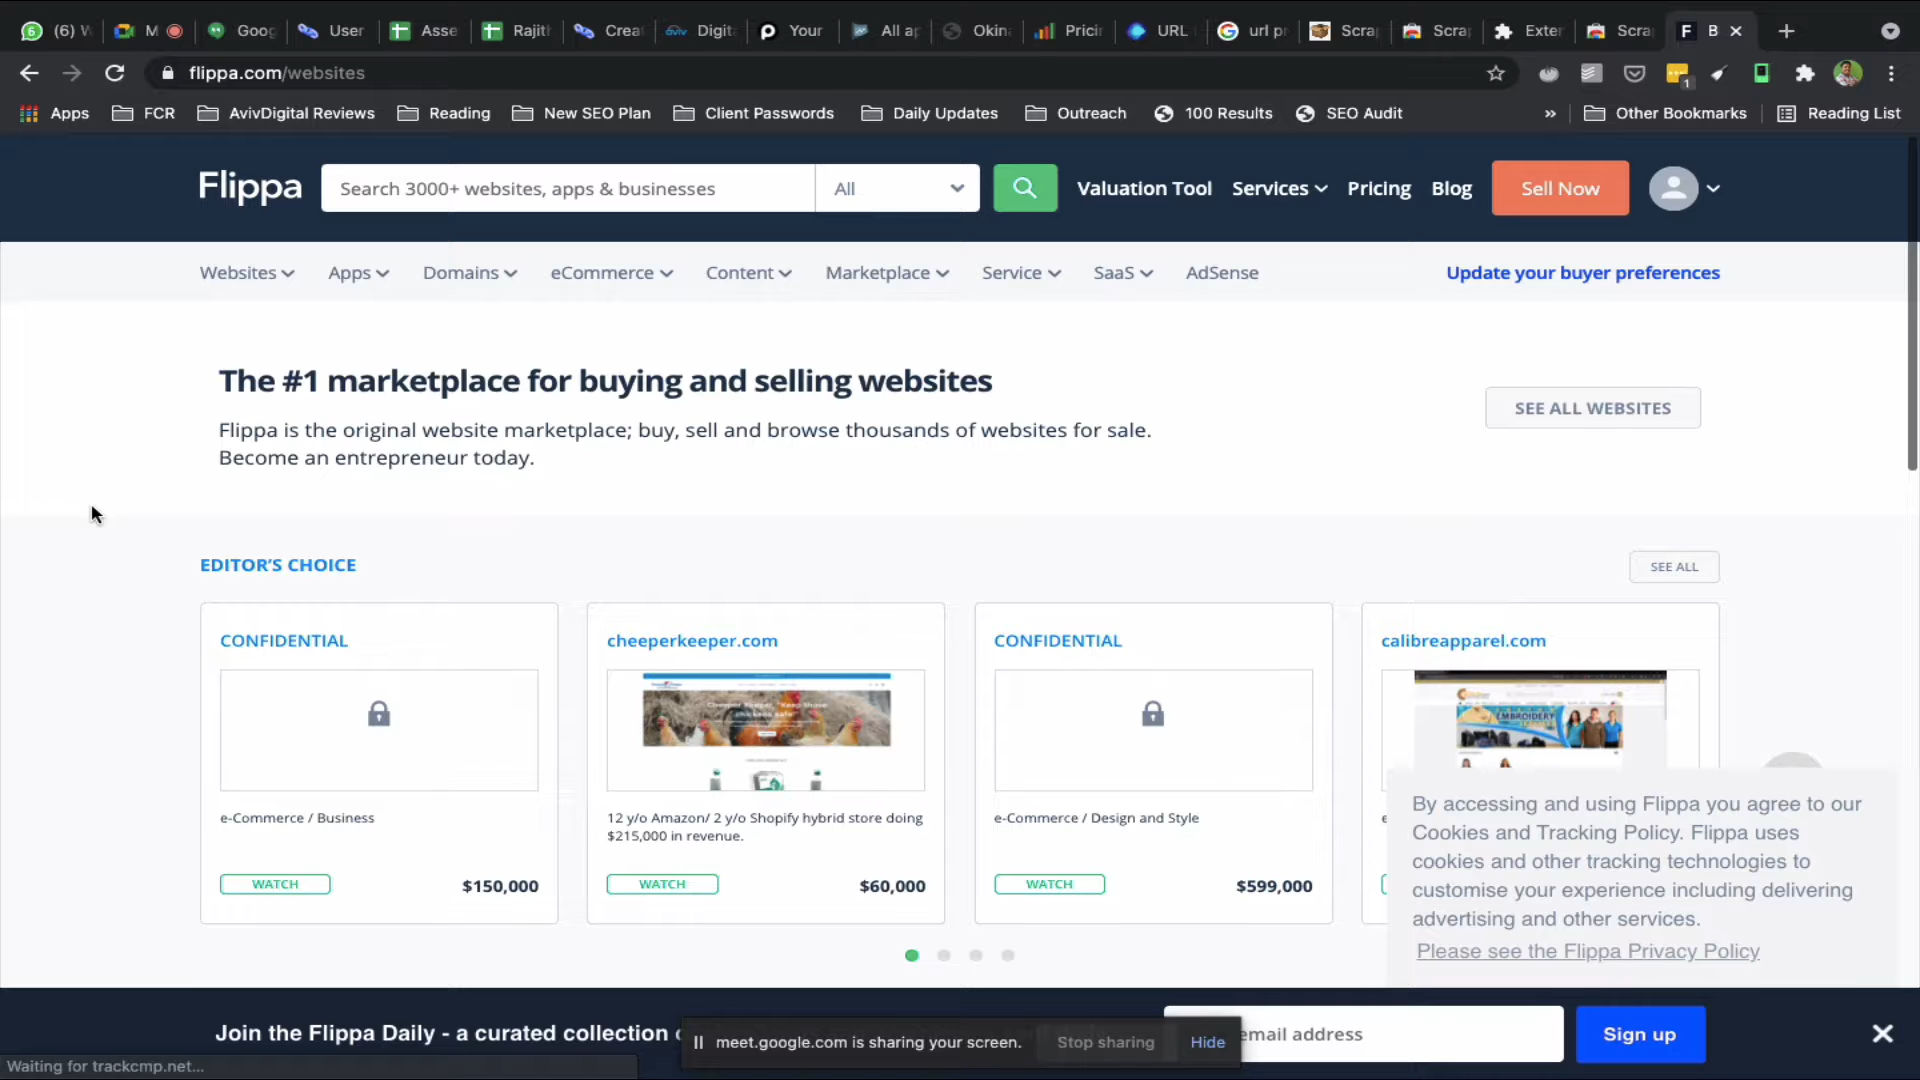 (6) W M Goog User Asse Rajith Crea Digit Your All ap Okin Pricin URL url p Scrap Scrap Exter Scra B
flippa.com/websites
Apps FCR AvivDigital Reviews Reading New SEO Plan Client Passwords Daily Updates Outreach 100 Results SEO Audit » Other Bookmarks Reading List
Flippa Search 3000+ websites, apps & businesses All Valuation Tool Services Pricing Blog Sell Now
Websites Apps Domains eCommerce Content Marketplace Service SaaS AdSense Update your buyer preferences
The #1 marketplace for buying and selling websites
SEE ALL WEBSITES
Flippa is the original website marketplace; buy, sell and browse thousands of websites for sale.
Become an entrepreneur today.
EDITOR'S CHOICE SEE ALL
CONFIDENTIAL cheeperkeeper.com CONFIDENTIAL calibreapparel.com
EMBROIDERY
e-Commerce / Business
12 y/o Amazon/ 2 y/o Shopify hybrid store doing
$215,000 in revenue.
e-Commerce / Design and Style
WATCH $150,000 WATCH $60,000 WATCH $599,000
By accessing and using Flippa you agree to our
Cookies and Tracking Policy. Flippa uses
cookies and other tracking technologies to
customise your experience including delivering
advertising and other services.
Please see the Flippa Privacy Policy
Join the Flippa Daily - a curated collection
email address Sign up
meet.google.com is sharing your screen. Stop sharing Hide
Waiting for trackcmp.net...